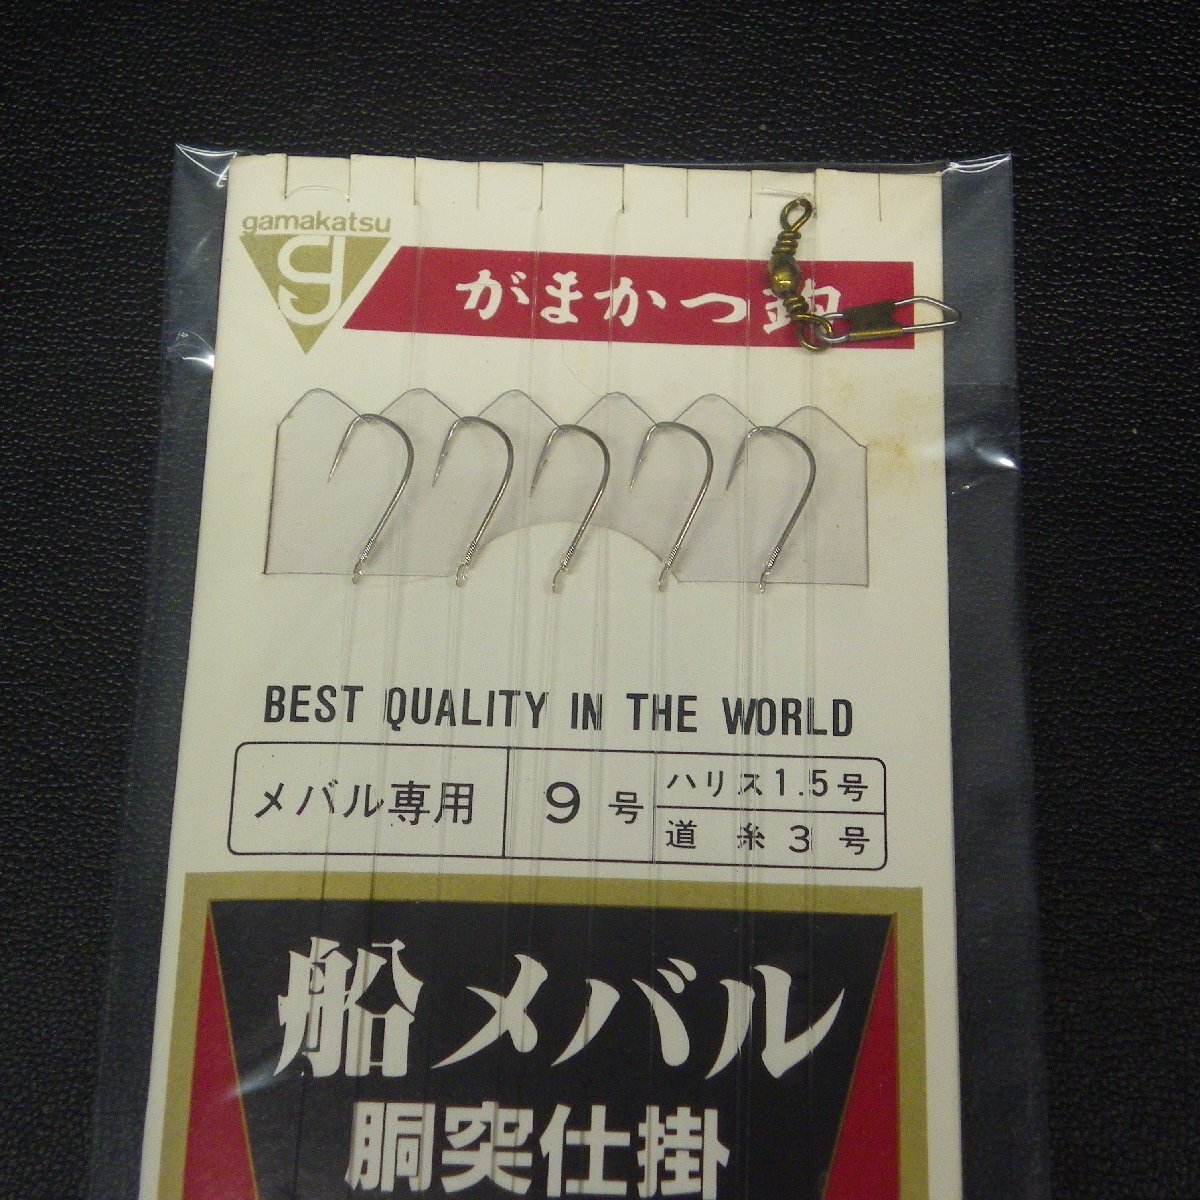 gamakatsu
がまかつ鈎
BEST QUALITY IN THE WORLD
メバル専用
9号
ハリス1.5号
道糸3号
船メバル
胴突仕掛